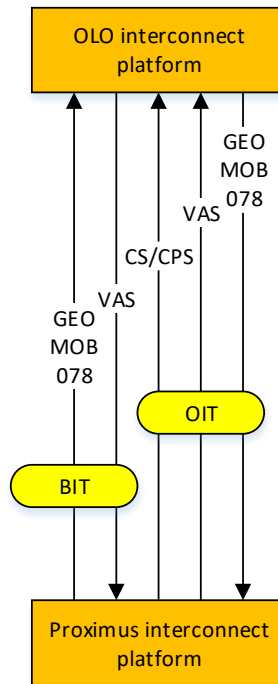 OLO interconnect
platform
GEO
MOB
078
VAS
CS/CPS
VAS
GEO
MOB
078
OIT
BIT
Proximus interconnect
platform